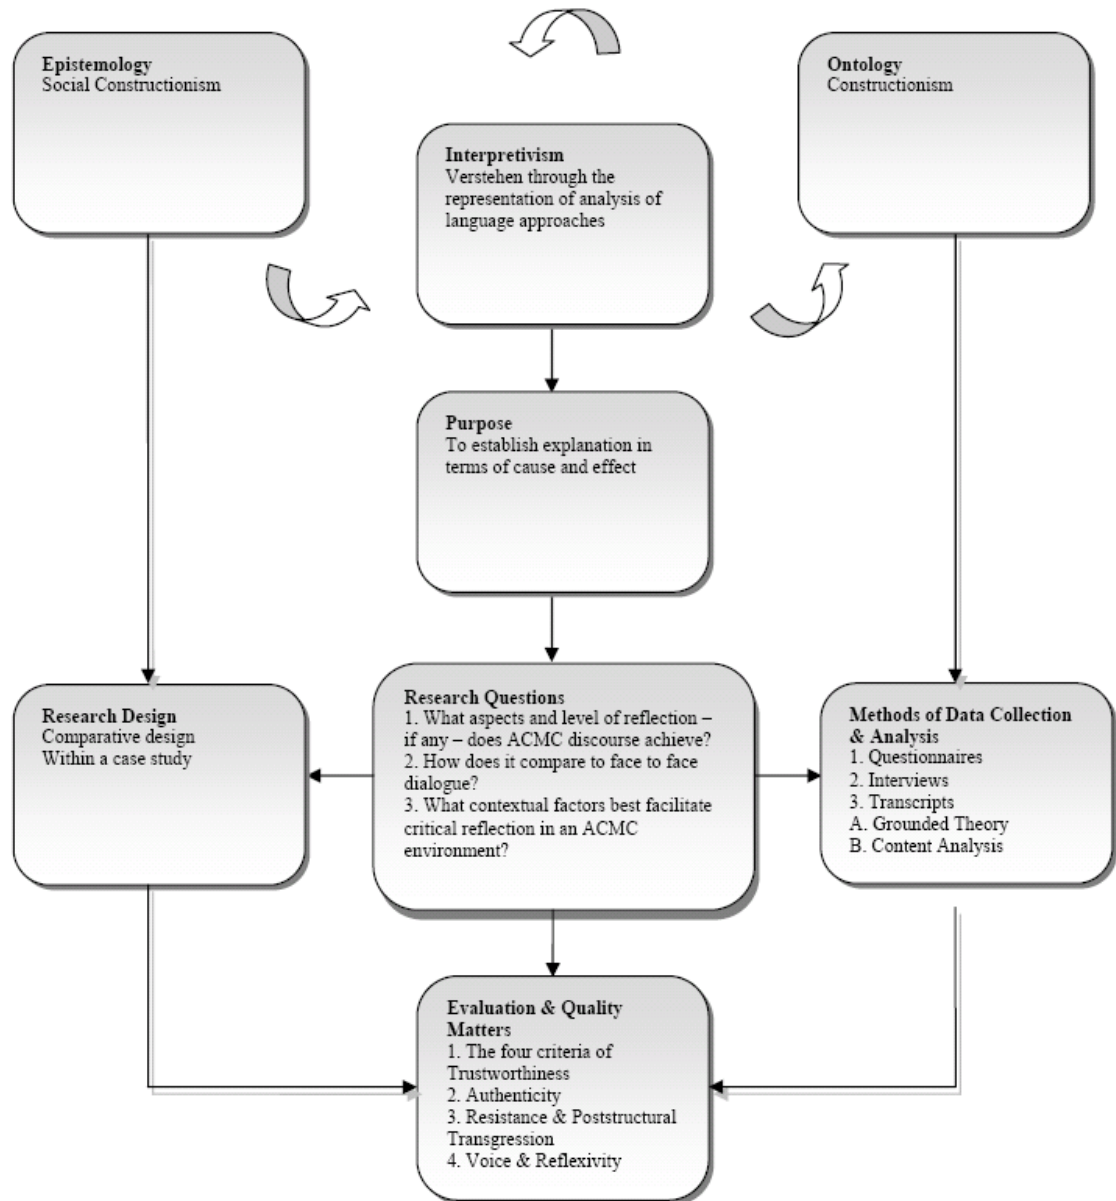 Epistemology
Social Constructionism
Ontology
Constructionism
Interpretivism
Verstehen through the
representation of analysis of
language approaches
Purpose
To establish explanation in
terms of cause and effect
Research Design
Comparative design
Within a case study
Research Questions
1. What aspects and level of reflection –
if any – does ACMC discourse achieve?
2. How does it compare to face to face
dialogue?
3. What contextual factors best facilitate
critical reflection in an ACMC
environment?
Methods of Data Collection
& Analysis
1. Questionnaires
2. Interviews
3. Transcripts
A. Grounded Theory
B. Content Analysis
Evaluation & Quality
Matters
1. The four criteria of
Trustworthiness
2. Authenticity
3. Resistance & Poststructural
Transgression
4. Voice & Reflexivity